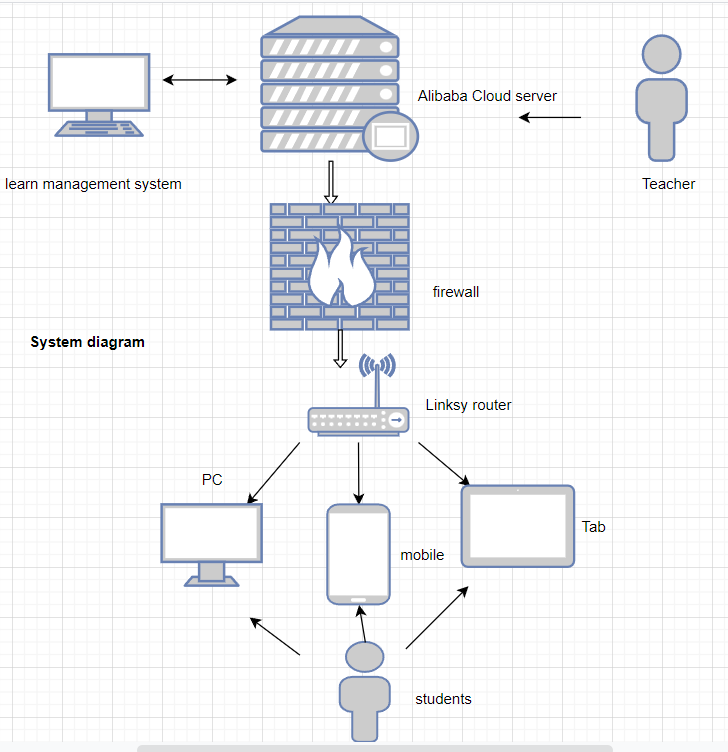 Alibaba Cloud server
learn management system
Teacher
firewall
System diagram
Linksy router
PC
Tab
mobile
students